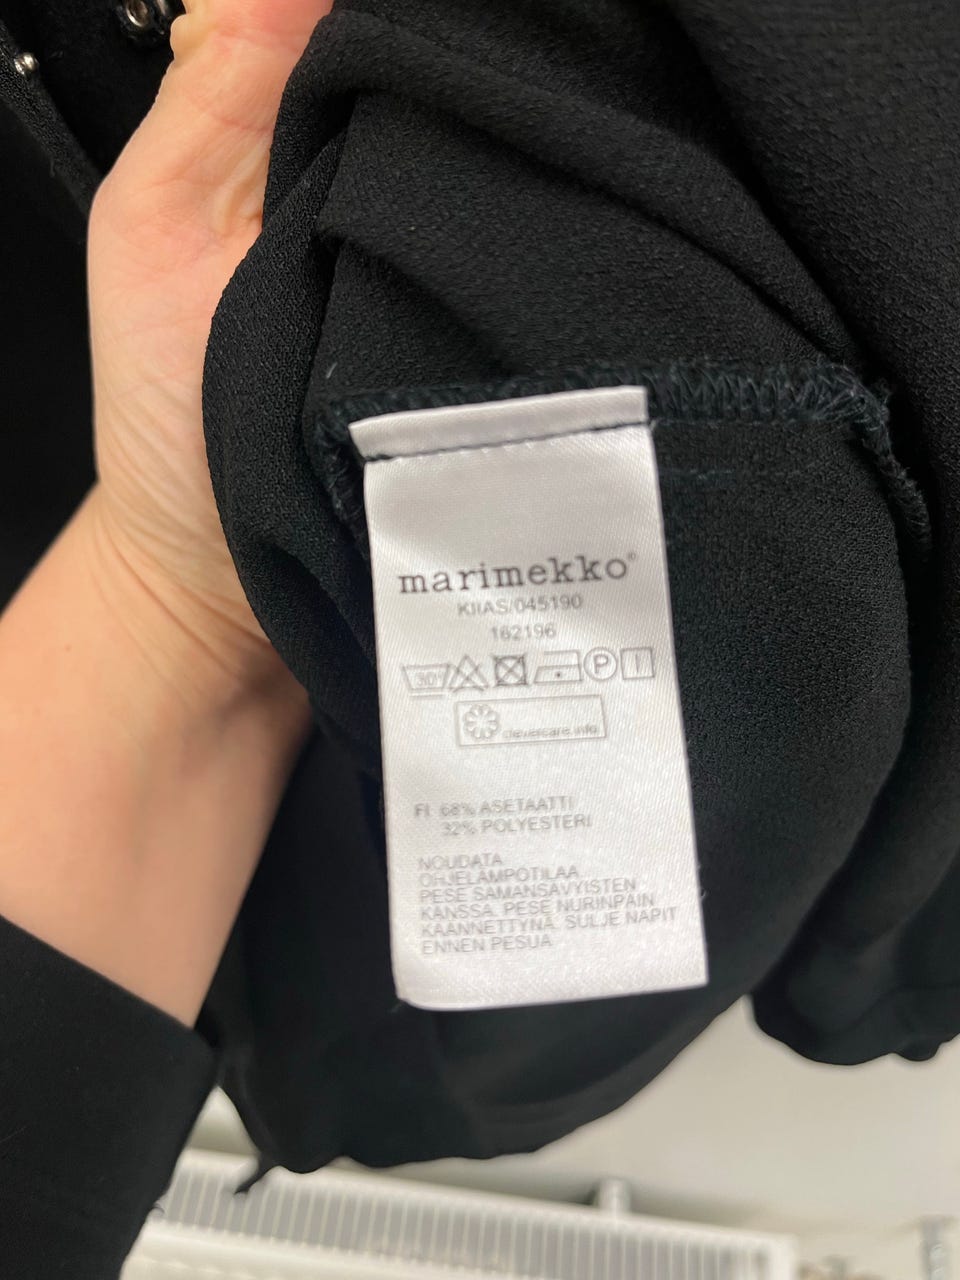 marimekko®
KIIAS/045190
162196
30° P
clevercare.info
FI 68% ASETAATTI
32% POLYESTERI
NOUDATA
OHJELÄMPÖTILAA.
PESE SAMANSÄVYISTEN
KANSSA. PESE NURINPÄIN
KÄÄNNETTYNÄ. SULJE NAPIT
ENNEN PESUA